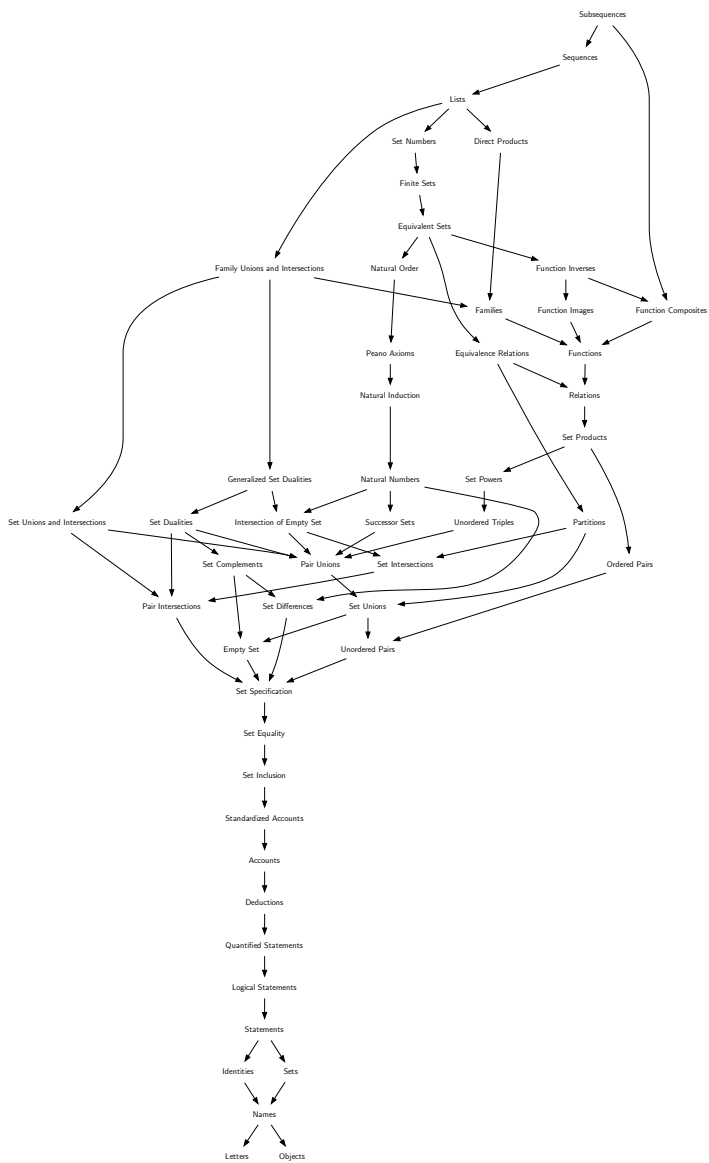 Subsequences
Sequences
Lists
Set Numbers
Direct Products
Finite Sets
Equivalent Sets
Family Unions and Intersections
Natural Order
Function Inverses
Families
Function Images
Function Composites
Peano Axioms
Equivalence Relations
Functions
Natural Induction
Relations
Set Products
Generalized Set Dualities
Natural Numbers
Set Powers
Set Unions and Intersections
Set Dualities
Intersection of Empty Set
Successor Sets
Unordered Triples
Partitions
Set Complements
Pair Unions
Set Intersections
Ordered Pairs
Pair Intersections
Set Differences
Set Unions
Empty Set
Unordered Pairs
Set Specification
Set Equality
Set Inclusion
Standardized Accounts
Accounts
Deductions
Quantified Statements
Logical Statements
Statements
Identities
Sets
Names
Letters
Objects